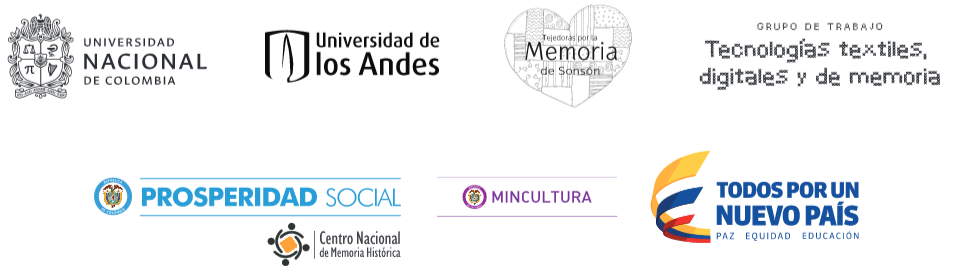 UNIVERSIDAD
NACIONAL
DE COLOMBIA
Universidad de
los Andes
Tejedoras por la
Memoria
de Sonsón
GRUPO DE TRABAJO
Tecnologías textiles,
digitales y de memoria
PROSPERIDAD SOCIAL
Centro Nacional
de Memoria Histórica
MINCULTURA
TODOS POR UN
NUEVO PAÍS
PAZ EQUIDAD EDUCACIÓN